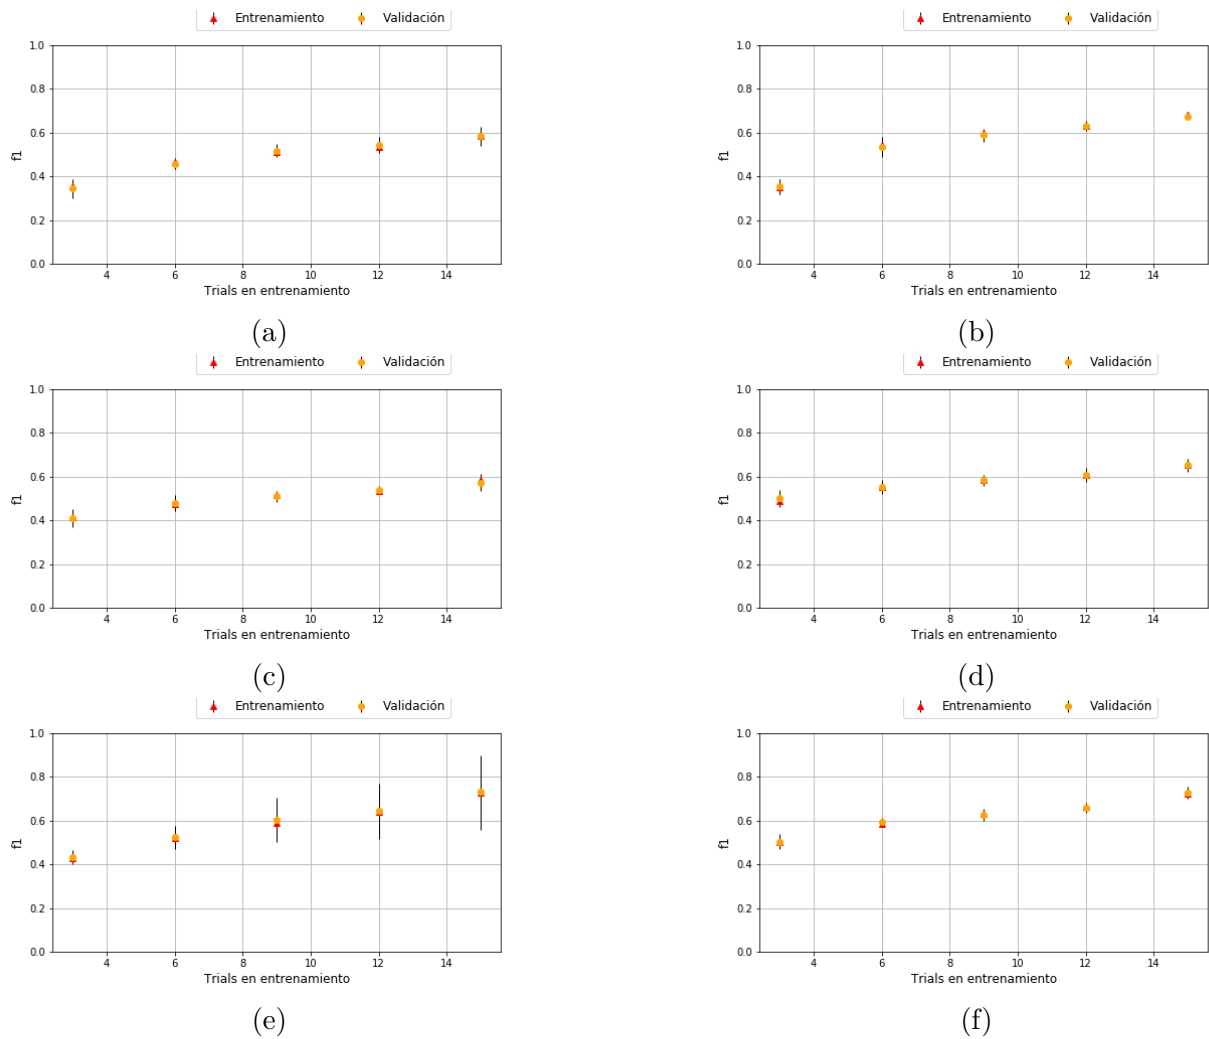 Entrenamiento Validación
1.0
0.8
0.6
0.4
0.2
0.0
f1
4 6 8 10 12 14
Trials en entrenamiento
(a)
Entrenamiento Validación
1.0
0.8
0.6
0.4
0.2
0.0
f1
4 6 8 10 12 14
Trials en entrenamiento
(b)
Entrenamiento Validación
1.0
0.8
0.6
0.4
0.2
0.0
f1
4 6 8 10 12 14
Trials en entrenamiento
(c)
Entrenamiento Validación
1.0
0.8
0.6
0.4
0.2
0.0
f1
4 6 8 10 12 14
Trials en entrenamiento
(d)
Entrenamiento Validación
1.0
0.8
0.6
0.4
0.2
0.0
f1
4 6 8 10 12 14
Trials en entrenamiento
(e)
Entrenamiento Validación
1.0
0.8
0.6
0.4
0.2
0.0
f1
4 6 8 10 12 14
Trials en entrenamiento
(f)